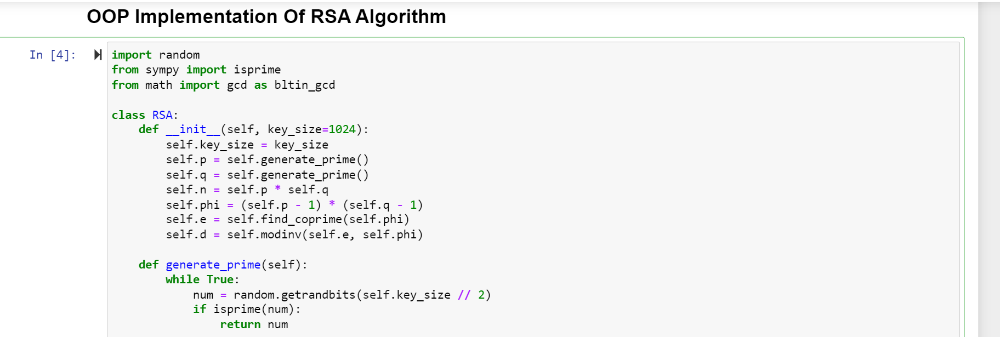 OOP Implementation Of RSA Algorithm
In [4]:
import random
from sympy import isprime
from math import gcd as bltin_gcd
class RSA:
    def __init__(self, key_size=1024):
        self.key_size = key_size
        self.p = self.generate_prime()
        self.q = self.generate_prime()
        self.n = self.p * self.q
        self.phi = (self.p - 1) * (self.q - 1)
        self.e = self.find_coprime(self.phi)
        self.d = self.modinv(self.e, self.phi)
    def generate_prime(self):
        while True:
            num = random.getrandbits(self.key_size // 2)
            if isprime(num):
                return num